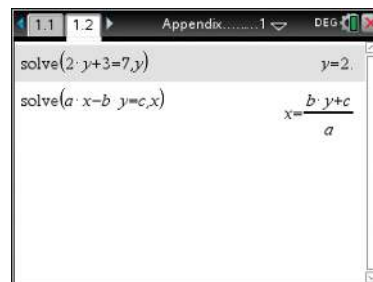 1.1 1.2 Appendix.........1 DEG
solve(2· y+3=7,y) y=2.
solve(a· x−b y=c,x) x=b· y+c/a